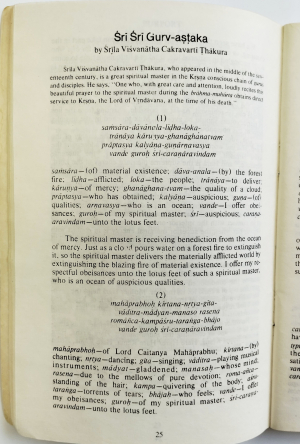 Śrī Śrī Gurv-aṣṭaka
by Śrīla Viśvanātha Cakravartī Ṭhākura
Śrīla Viśvanātha Cakravartī Ṭhākura, who appeared in the middle of the
enteenth century, is a great spiritual master in the Kṛṣṇa conscious chain of
and disciples. He says, "One who, with great care and attention, loudly recites this
beautiful prayer to the spiritual master during the brāhma-muhūrta obtains direct
service to Kṛṣṇa, the Lord of Vṛndāvana, at the time of his death."
(1)
saṁsāra-dāvānala-līḍha-loka-
trāṇāya kāruṇya-ghanāghanatvam
prāptasya kalyāṇa-guṇārṇavasya
vande guroḥ śrī-caraṇāravindam
saṁsāra—(of) material existence; dāva-anala—(by) the forest
fire; līḍha—afflicted; loka—the people; trāṇāya—to deliver;
kāruṇya—of mercy; ghanāghana-tvam—the quality of a cloud;
prāptasya—who has obtained; kalyāṇa—auspicious; guṇa—(of)
qualities; arṇavasya—who is an ocean; vande—I offer obei-
sances; guroḥ—of my spiritual master; śrī—auspicious; caraṇa-
aravindam—unto the lotus feet.
The spiritual master is receiving benediction from the ocean
of mercy. Just as a clo d pours water on a forest fire to extinguish
it, so the spiritual master delivers the materially afflicted world by
extinguishing the blazing fire of material existence. I offer my re-
spectful obeisances unto the lotus feet of such a spiritual master,
who is an ocean of auspicious qualities.
(2)
mahāprabhoḥ kīrtana-nṛtya-gīta-
vāditra-mādyan-manaso rasena
romāñca-kampāśru-taraṅga-bhājo
vande guroḥ śrī-caraṇāravindam
mahāprabhoḥ—of Lord Caitanya Mahāprabhu; kīrtana—(by)
chanting; nṛtya—dancing; gīta—singing; vāditra—playing musical
instruments; mādyat—gladdened; manasaḥ—whose mind;
rasena—due to the mellows of pure devotion; roma-añca—
standing of the hair; kampa—quivering of the body; aśru-
taraṅga—torrents of tears; bhājaḥ—who feels; vande—I offer
my obeisances; guroḥ—of my spiritual master; śrī-caraṇa-
aravindam—unto the lotus feet.
25